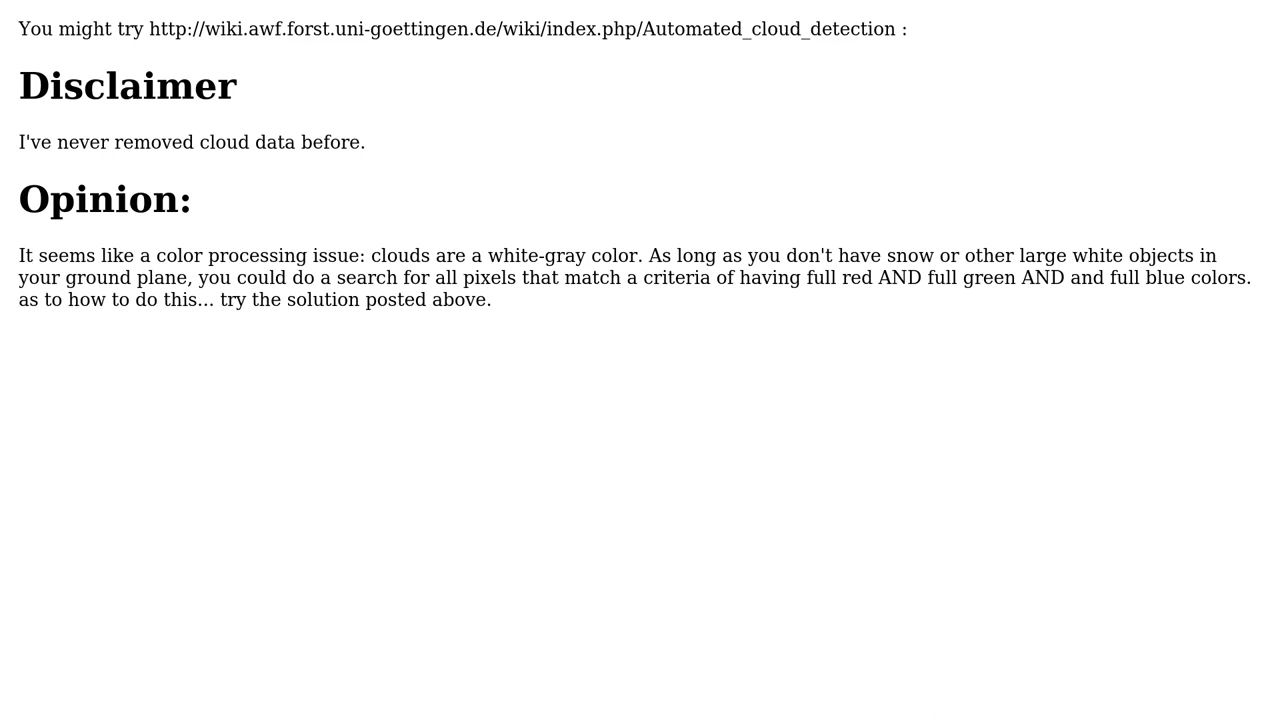 You might try http://wiki.awf.forst.uni-goettingen.de/wiki/index.php/Automated_cloud_detection :
Disclaimer
I've never removed cloud data before.
Opinion:
It seems like a color processing issue: clouds are a white-gray color. As long as you don't have snow or other large white objects in
your ground plane, you could do a search for all pixels that match a criteria of having full red AND full green AND and full blue colors.
as to how to do this... try the solution posted above.